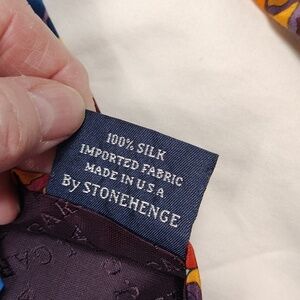 100% SILK
IMPORTED FABRIC
MADE IN U S A
By STONEHENGE